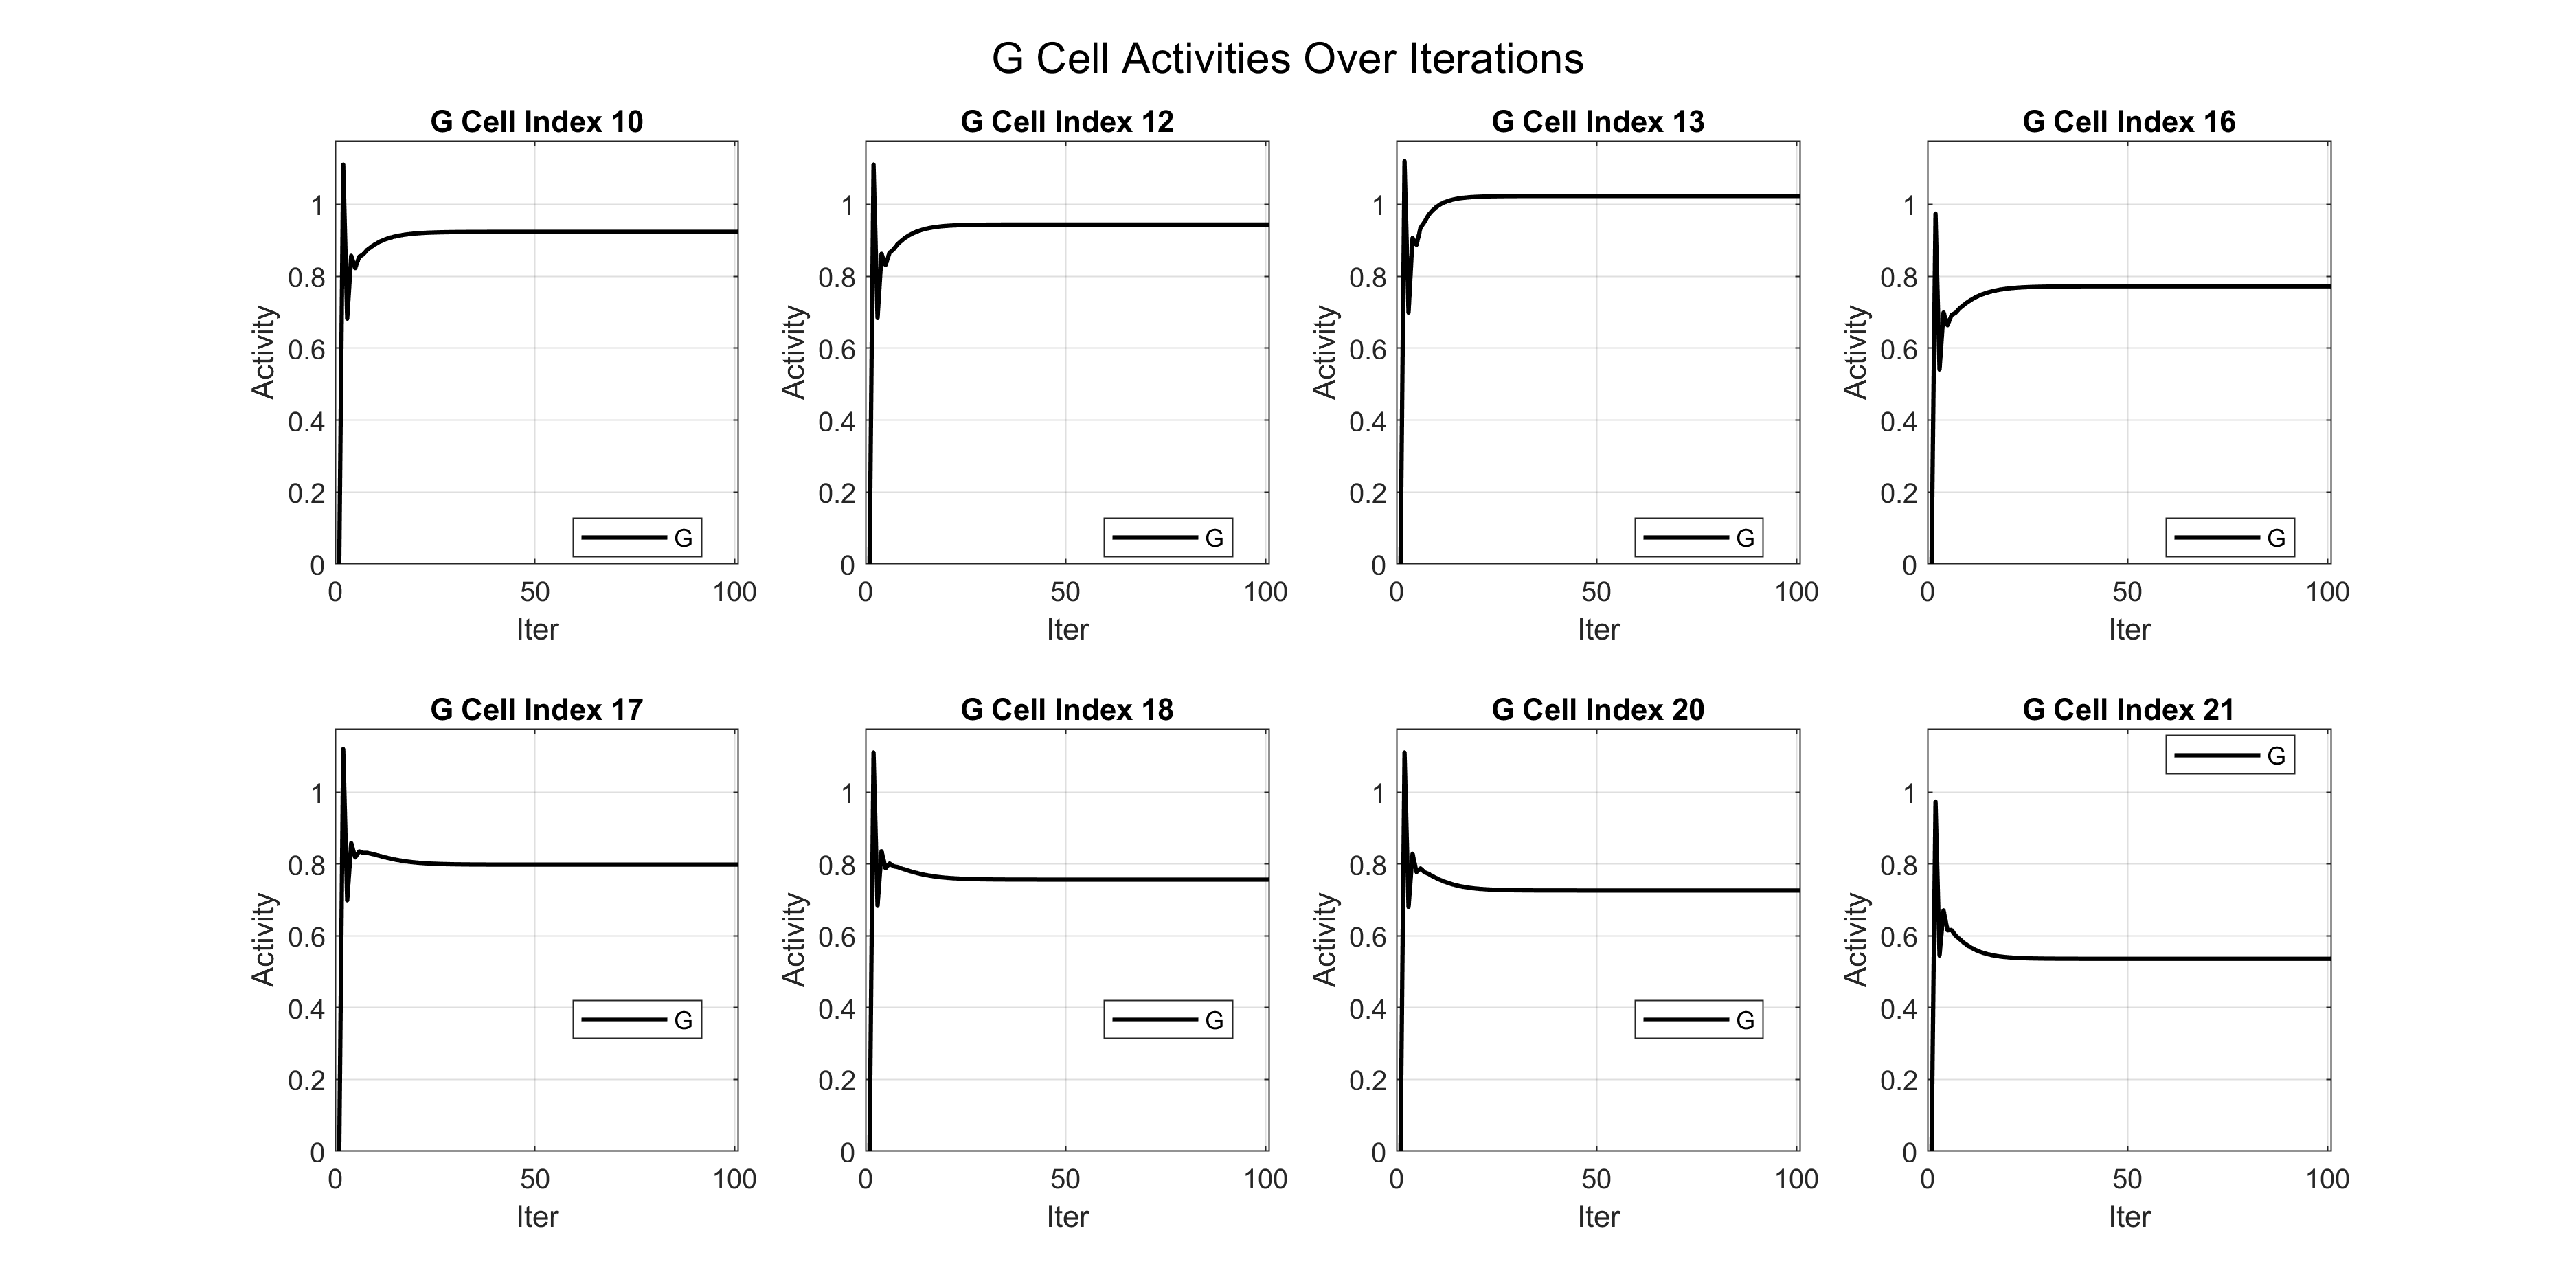 G Cell Activities Over Iterations
G Cell Index 10
G Cell Index 12
G Cell Index 13
G Cell Index 16
1
0.8
0.6
0.4
0.2
0
Activity
G
0
50
100
Iter
1
0.8
0.6
0.4
0.2
0
Activity
G
0
50
100
Iter
1
0.8
0.6
0.4
0.2
0
Activity
G
0
50
100
Iter
1
0.8
0.6
0.4
0.2
0
Activity
G
0
50
100
Iter
G Cell Index 17
G Cell Index 18
G Cell Index 20
G Cell Index 21
1
0.8
0.6
0.4
0.2
0
Activity
G
0
50
100
Iter
1
0.8
0.6
0.4
0.2
0
Activity
G
0
50
100
Iter
1
0.8
0.6
0.4
0.2
0
Activity
G
0
50
100
Iter
G
1
0.8
0.6
0.4
0.2
0
Activity
0
50
100
Iter